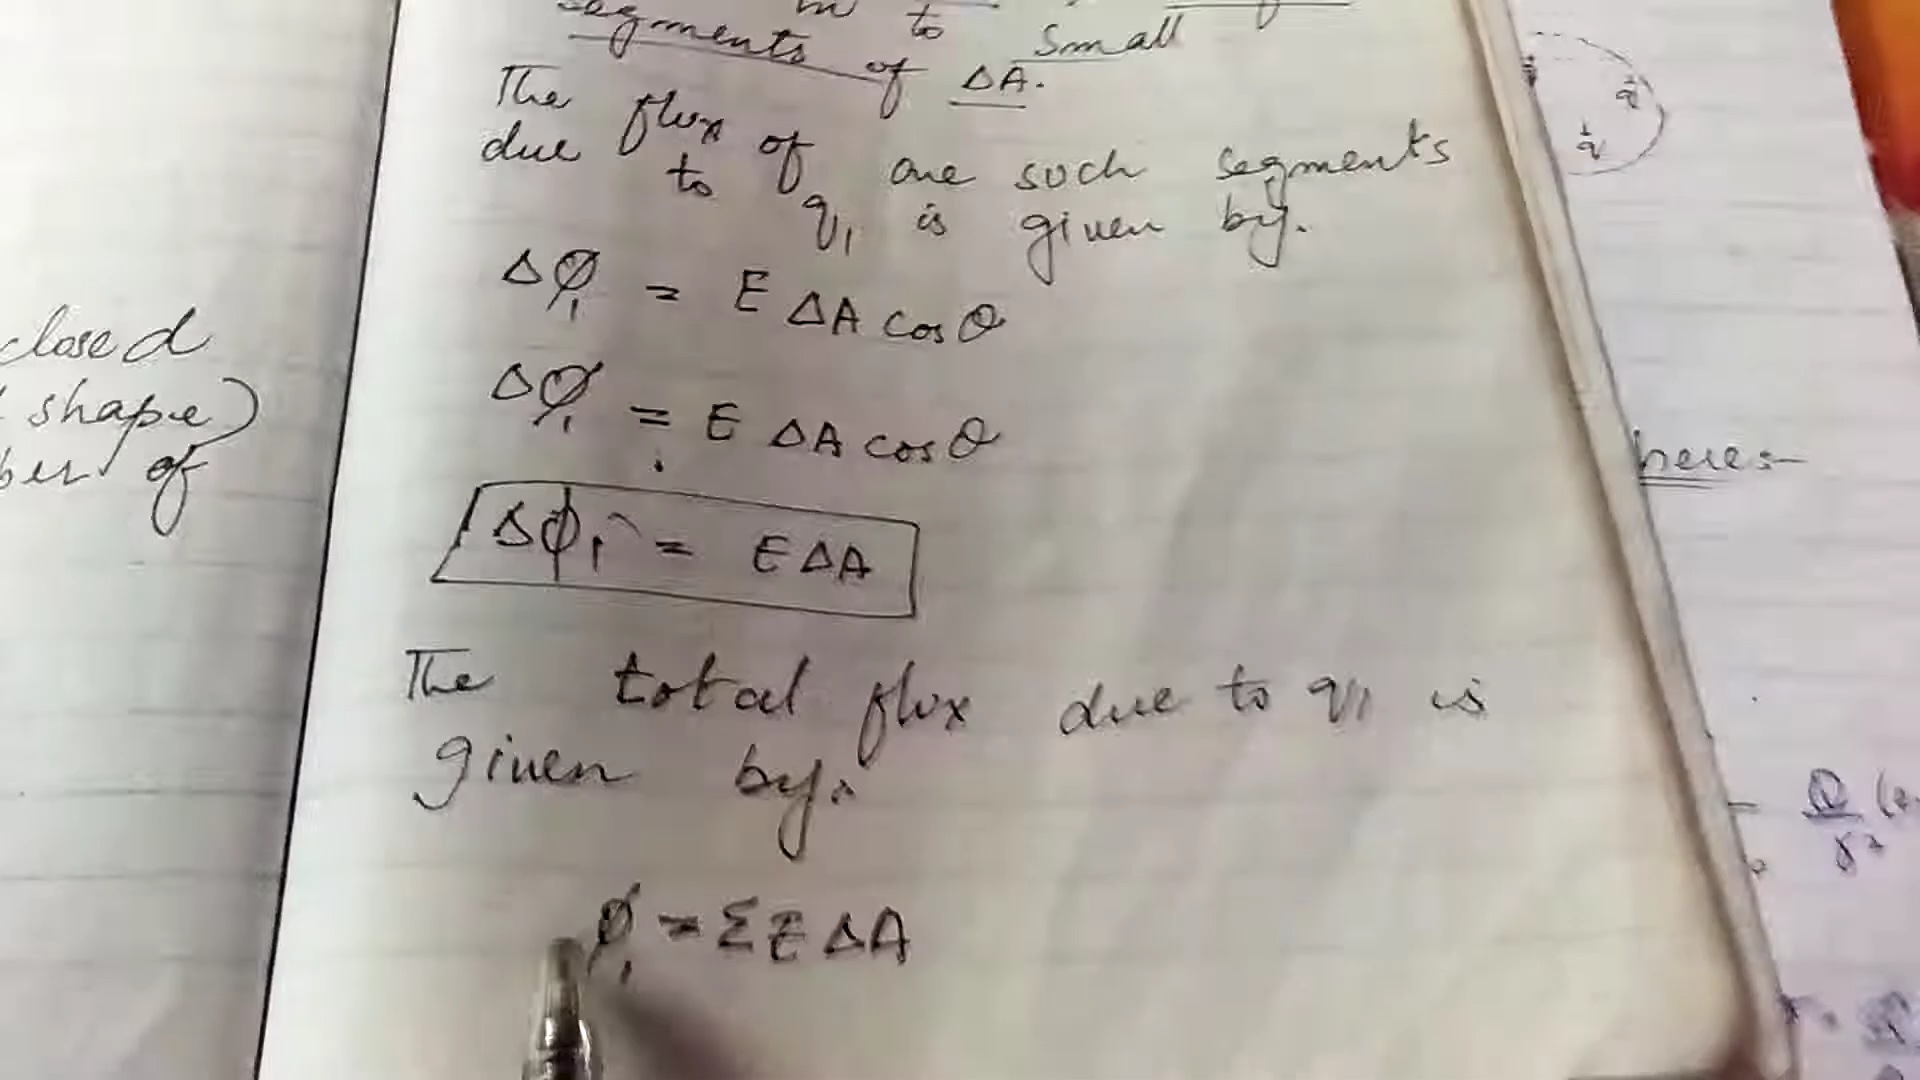 in to
segments of small
ΔA.
The flux of one such segments
due to q₁ is given by.
Δφ₁ = E ΔA cos θ
Δφ₁ = E ΔA cos θ
Δφ₁ = E ΔA
The total flux due to q₁ is
given by:
φ₁ = Σ E ΔA
closed
shape)
of